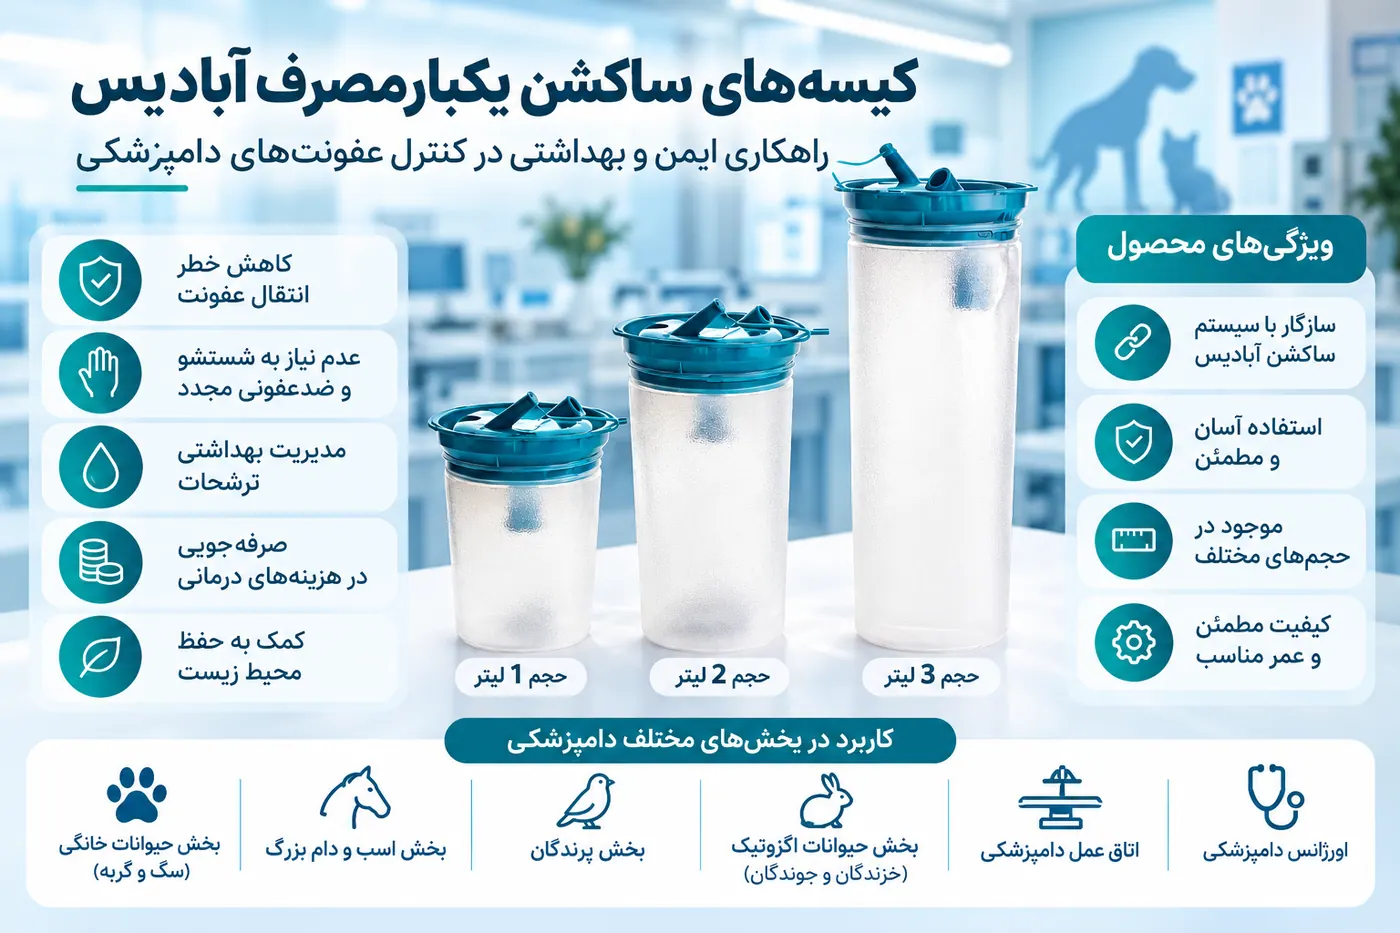 کیسه‌های ساکشن یکبارمصرف آبادیس
راهکاری ایمن و بهداشتی در کنترل عفونت‌های دامپزشکی
ویژگی‌های محصول
سازگار با سیستم
ساکشن آبادیس
استفاده آسان
و مطمئن
موجود در
حجم‌های مختلف
کیفیت مطمئن
و عمر مناسب
کاهش خطر
انتقال عفونت
عدم نیاز به شستشو
و ضدعفونی مجدد
مدیریت بهداشتی
ترشحات
صرفه‌جویی
در هزینه‌های درمانی
کمک به حفظ
محیط زیست
حجم 3 لیتر
حجم 2 لیتر
حجم 1 لیتر
کاربرد در بخش‌های مختلف دامپزشکی
اورژانس دامپزشکی
اتاق عمل دامپزشکی
بخش حیوانات اگزوتیک
(خزندگان و جوندگان)
بخش پرندگان
بخش اسب و دام بزرگ
بخش حیوانات خانگی
(سگ و گربه)